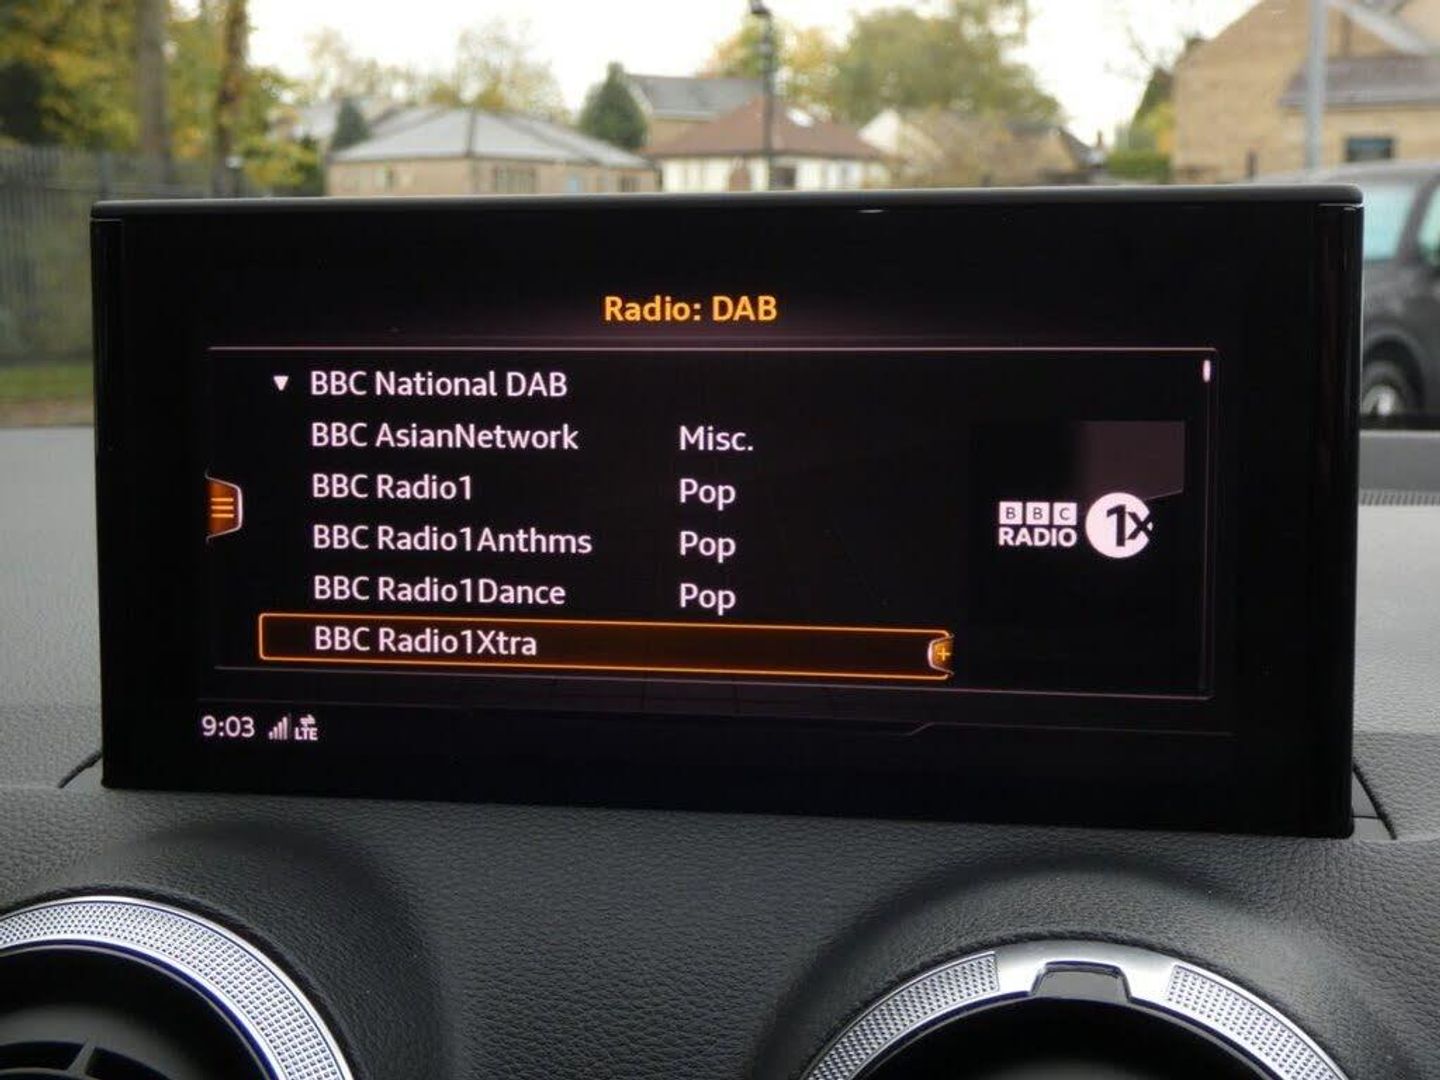 Radio: DAB
▼ BBC National DAB
BBC AsianNetwork Misc.
BBC Radio1 Pop
BBC Radio1Anthms Pop
BBC Radio1Dance Pop
BBC Radio1Xtra +
BBC
RADIO 1X
9:03 LTE